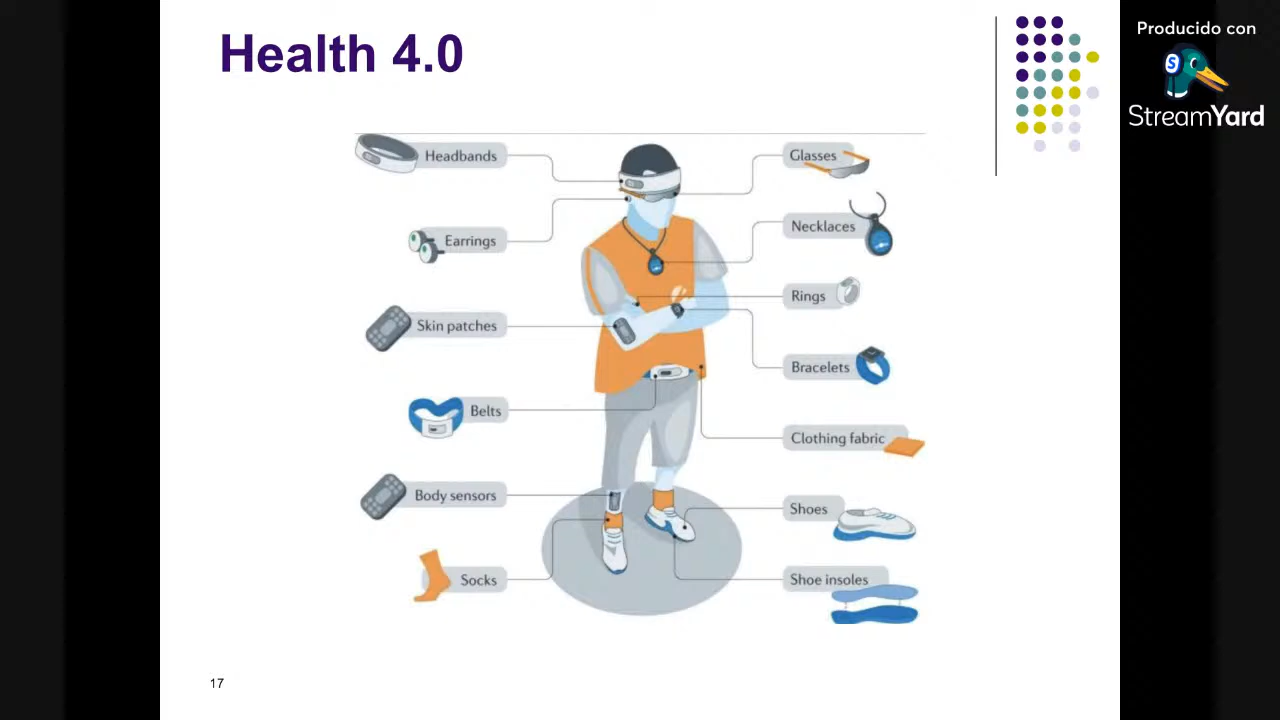 Health 4.0
Producido con
S
StreamYard
Headbands
Glasses
Earrings
Necklaces
Rings
Skin patches
Bracelets
Belts
Clothing fabric
Body sensors
Shoes
Socks
Shoe insoles
17